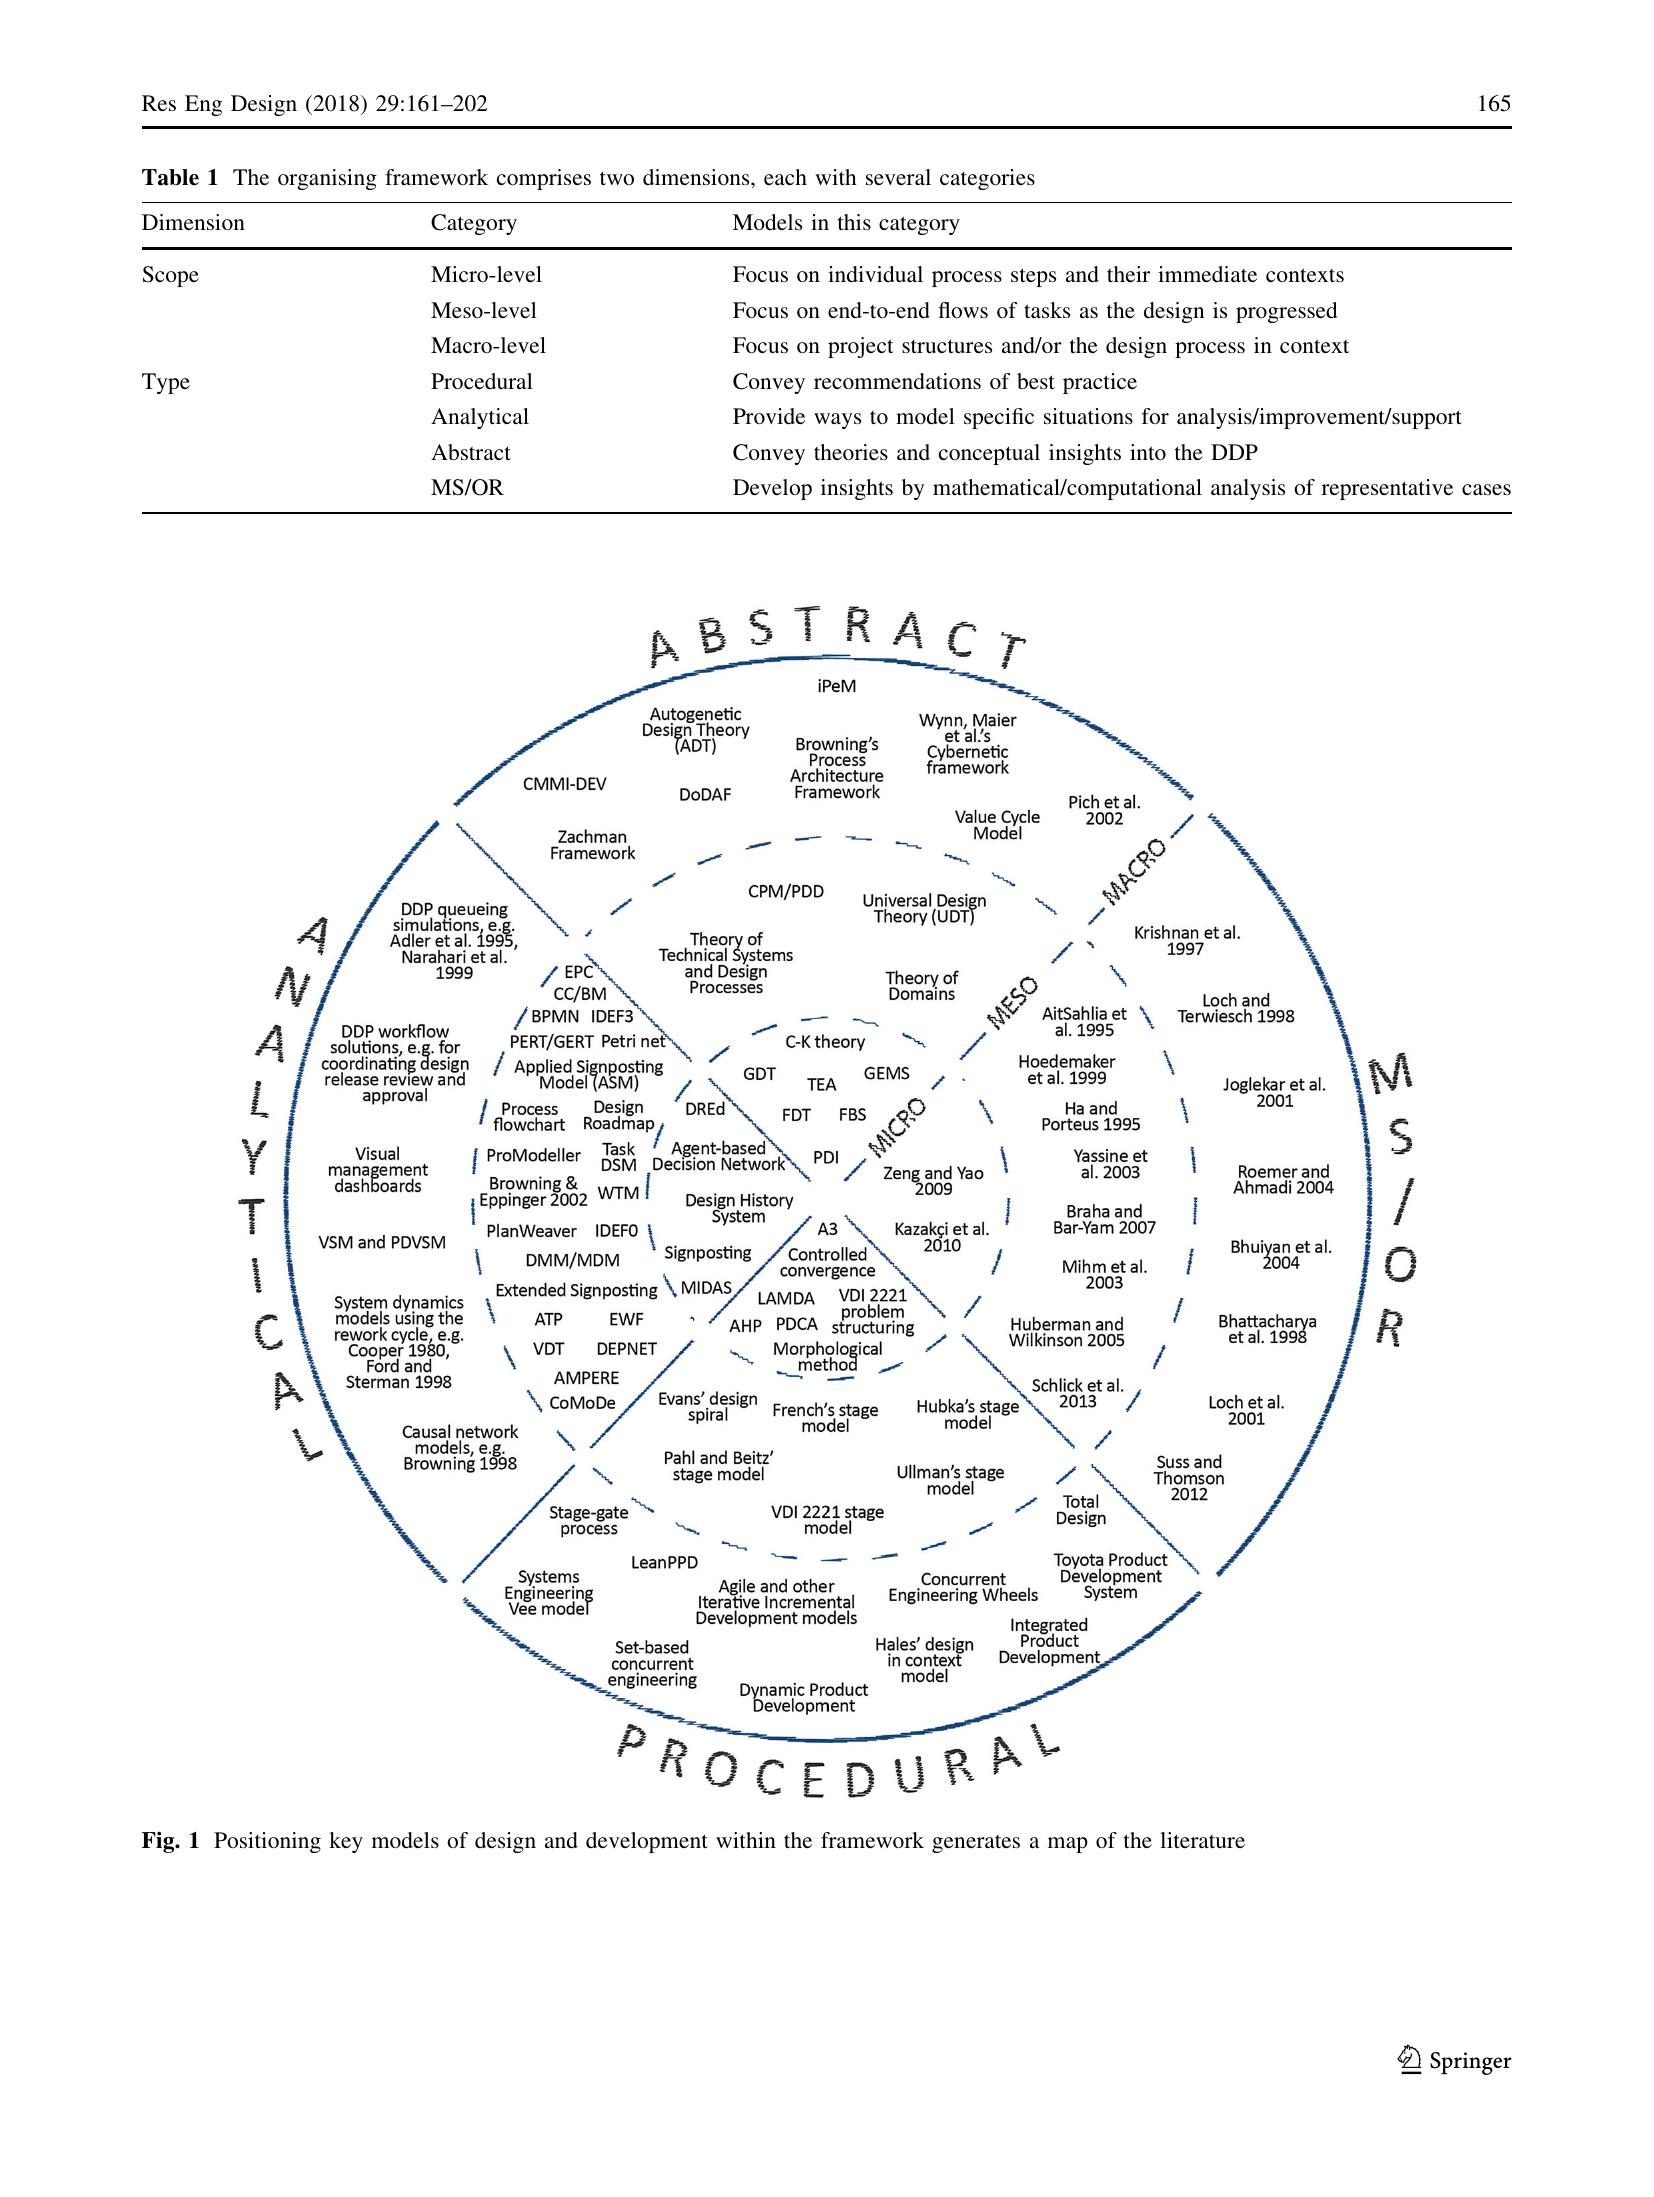 Res Eng Design (2018) 29:161–202
165
Table 1 The organising framework comprises two dimensions, each with several categories
Dimension Category Models in this category
Scope Micro-level Focus on individual process steps and their immediate contexts
Meso-level Focus on end-to-end flows of tasks as the design is progressed
Macro-level Focus on project structures and/or the design process in context
Type Procedural Convey recommendations of best practice
Analytical Provide ways to model specific situations for analysis/improvement/support
Abstract Convey theories and conceptual insights into the DDP
MS/OR Develop insights by mathematical/computational analysis of representative cases
ABSTRACT
iPeM
Autogenetic
Design Theory
(ADT)
Browning's
Process
Architecture
Framework
Wynn, Maier
et al.'s
Cybernetic
framework
CMMI-DEV
DoDAF
Pich et al.
2002
Value Cycle
Model
Zachman
Framework
MACRO
CPM/PDD
Universal Design
Theory (UDT)
Theory of
Technical Systems
and Design
Processes
Theory of
Domains
MESO
C-K theory
GDT
TEA
GEMS
FDT
FBS
PDI
MICRO
ANALYTICAL
DDP queueing
simulations, e.g.
Adler et al. 1995,
Narahari et al.
1999
DDP workflow
solutions, e.g. for
coordinating design
release review and
approval
Visual
management
dashboards
VSM and PDVSM
System dynamics
models using the
rework cycle, e.g.
Cooper 1980,
Ford and
Sterman 1998
Causal network
models, e.g.
Browning 1998
EPC
CC/BM
BPMN IDEF3
PERT/GERT Petri net
Applied Signposting
Model (ASM)
Process
flowchart
Design
Roadmap
ProModeller
Task
DSM
Browning &
Eppinger 2002
WTM
PlanWeaver IDEF0
DMM/MDM
Extended Signposting
ATP EWF
VDT DEPNET
AMPERE
CoMoDe
DREd
Agent-based
Decision Network
Design History
System
Signposting
MIDAS
MS/OR
Zeng and Yao
2009
Kazakçi et al.
2010
AitSahlia et
al. 1995
Hoedemaker
et al. 1999
Ha and
Porteus 1995
Yassine et
al. 2003
Braha and
Bar-Yam 2007
Mihm et al.
2003
Huberman and
Wilkinson 2005
Schlick et al.
2013
Krishnan et al.
1997
Loch and
Terwiesch 1998
Joglekar et al.
2001
Roemer and
Ahmadi 2004
Bhuiyan et al.
2004
Bhattacharya
et al. 1998
Loch et al.
2001
Suss and
Thomson
2012
A3
Controlled
convergence
LAMDA
VDI 2221
problem
structuring
AHP PDCA
Morphological
method
Evans' design
spiral
French's stage
model
Hubka's stage
model
Pahl and Beitz'
stage model
Ullman's stage
model
VDI 2221 stage
model
Stage-gate
process
Total
Design
LeanPPD
Systems
Engineering
Vee model
Agile and other
Iterative Incremental
Development models
Concurrent
Engineering Wheels
Toyota Product
Development
System
Set-based
concurrent
engineering
Hales' design
in context
model
Integrated
Product
Development
Dynamic Product
Development
PROCEDURAL
Fig. 1 Positioning key models of design and development within the framework generates a map of the literature
Springer